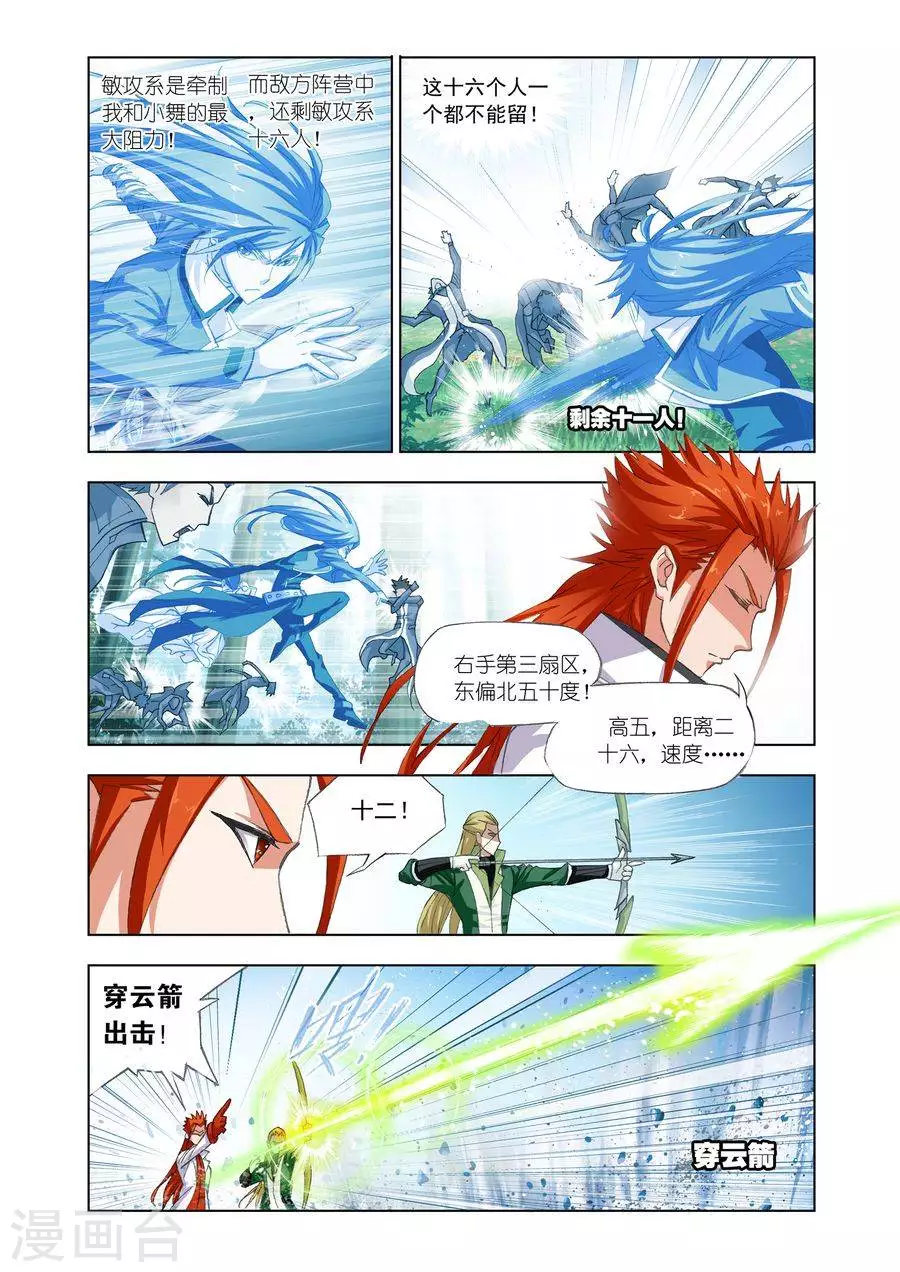 敏攻系是牵制
我和小舞的最
大阻力！
而敌方阵营中
，还剩敏攻系
十六人！
这十六个人一
个都不能留！
剩余十一人！
右手第三扇区，
东偏北五十度！
高五，距离二
十六，速度……
十二！
穿云箭
出击！
穿云箭
漫画台